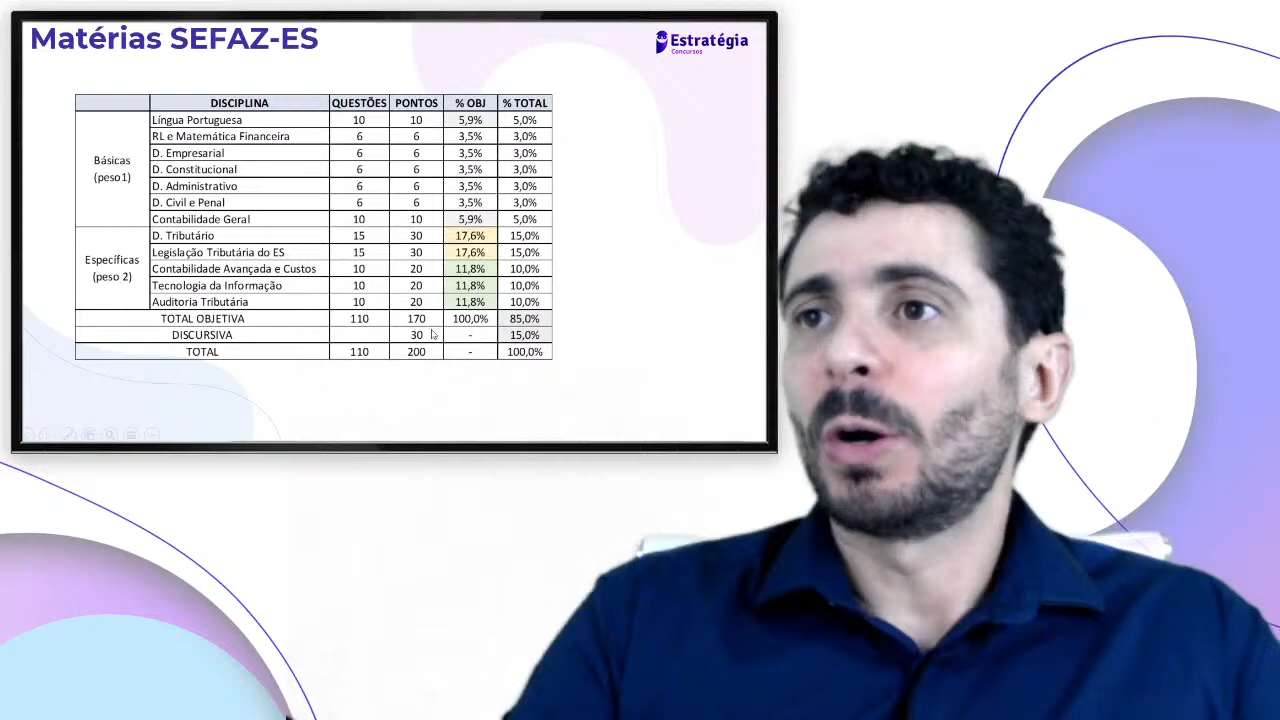 Matérias SEFAZ-ES
Estratégia
Concursos
DISCIPLINA QUESTÕES PONTOS % OBJ % TOTAL
Básicas
(peso1)
Língua Portuguesa 10 10 5,9% 5,0%
RL e Matemática Financeira 6 6 3,5% 3,0%
D. Empresarial 6 6 3,5% 3,0%
D. Constitucional 6 6 3,5% 3,0%
D. Administrativo 6 6 3,5% 3,0%
D. Civil e Penal 6 6 3,5% 3,0%
Contabilidade Geral 10 10 5,9% 5,0%
Específicas
(peso 2)
D. Tributário 15 30 17,6% 15,0%
Legislação Tributária do ES 15 30 17,6% 15,0%
Contabilidade Avançada e Custos 10 20 11,8% 10,0%
Tecnologia da Informação 10 20 11,8% 10,0%
Auditoria Tributária 10 20 11,8% 10,0%
TOTAL OBJETIVA 110 170 100,0% 85,0%
DISCURSIVA 30 - 15,0%
TOTAL 110 200 - 100,0%